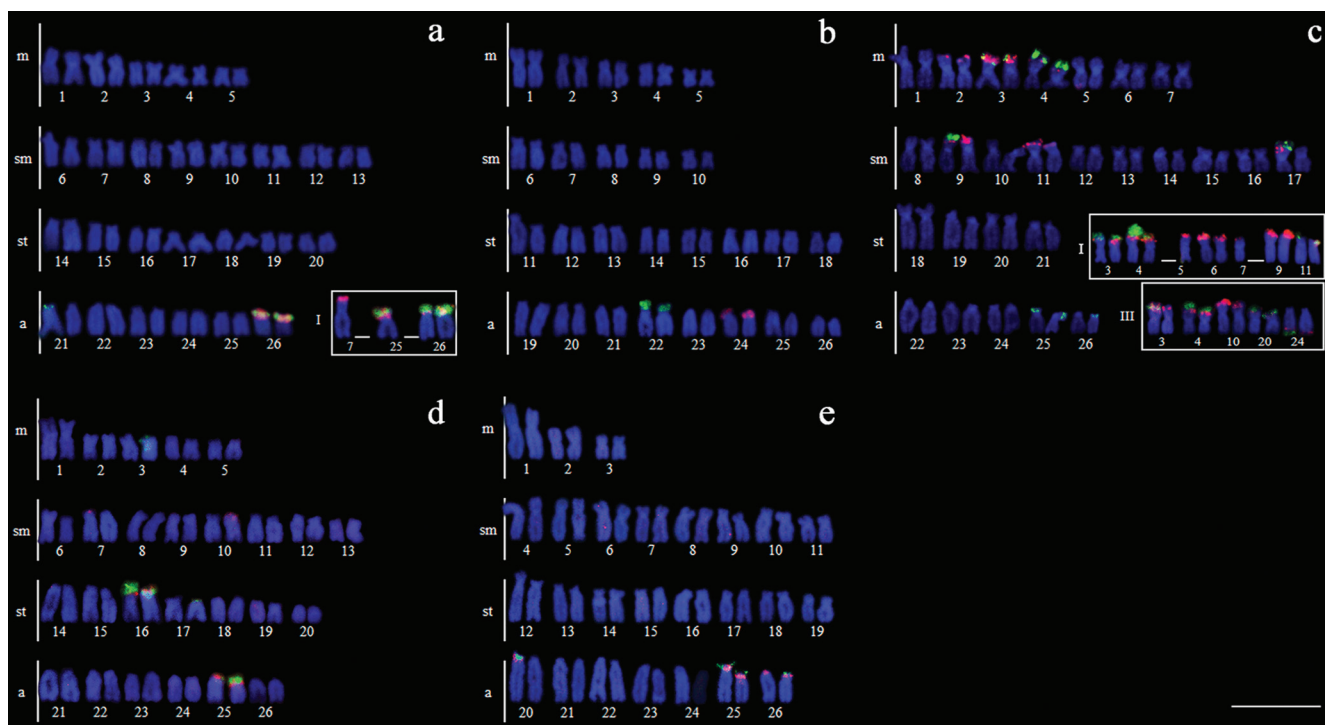 a b c
m m m
1 2 3 4 5 1 2 3 4 5 1 2 3 4 5 6 7
sm sm sm
6 7 8 9 10 11 12 13 6 7 8 9 10 8 9 10 11 12 13 14 15 16 17
st st st
14 15 16 17 18 19 20 11 12 13 14 15 16 17 18 18 19 20 21
I 3 4 5 6 7 9 11
a a a
21 22 23 24 25 26 I 7 25 26 19 20 21 22 23 24 25 26 22 23 24 25 26 III 3 4 10 20 24
d e
m m
1 2 3 4 5 1 2 3
sm sm
6 7 8 9 10 11 12 13 4 5 6 7 8 9 10 11
st st
14 15 16 17 18 19 20 12 13 14 15 16 17 18 19
a a
21 22 23 24 25 26 20 21 22 23 24 25 26